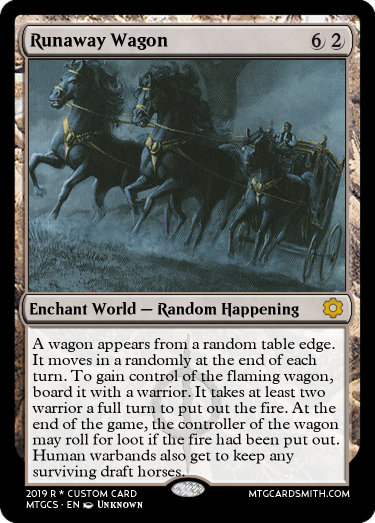 Runaway Wagon 6 2
Enchant World — Random Happening
A wagon appears from a random table edge.
It moves in a randomly at the end of each
turn. To gain control of the flaming wagon,
board it with a warrior. It takes at least two
warrior a full turn to put out the fire. At the
end of the game, the controller of the wagon
may roll for loot if the fire had been put out.
Human warbands also get to keep any
surviving draft horses.
2019 R * CUSTOM CARD
MTGCS • EN Unknown
MTGCARDSMITH.COM